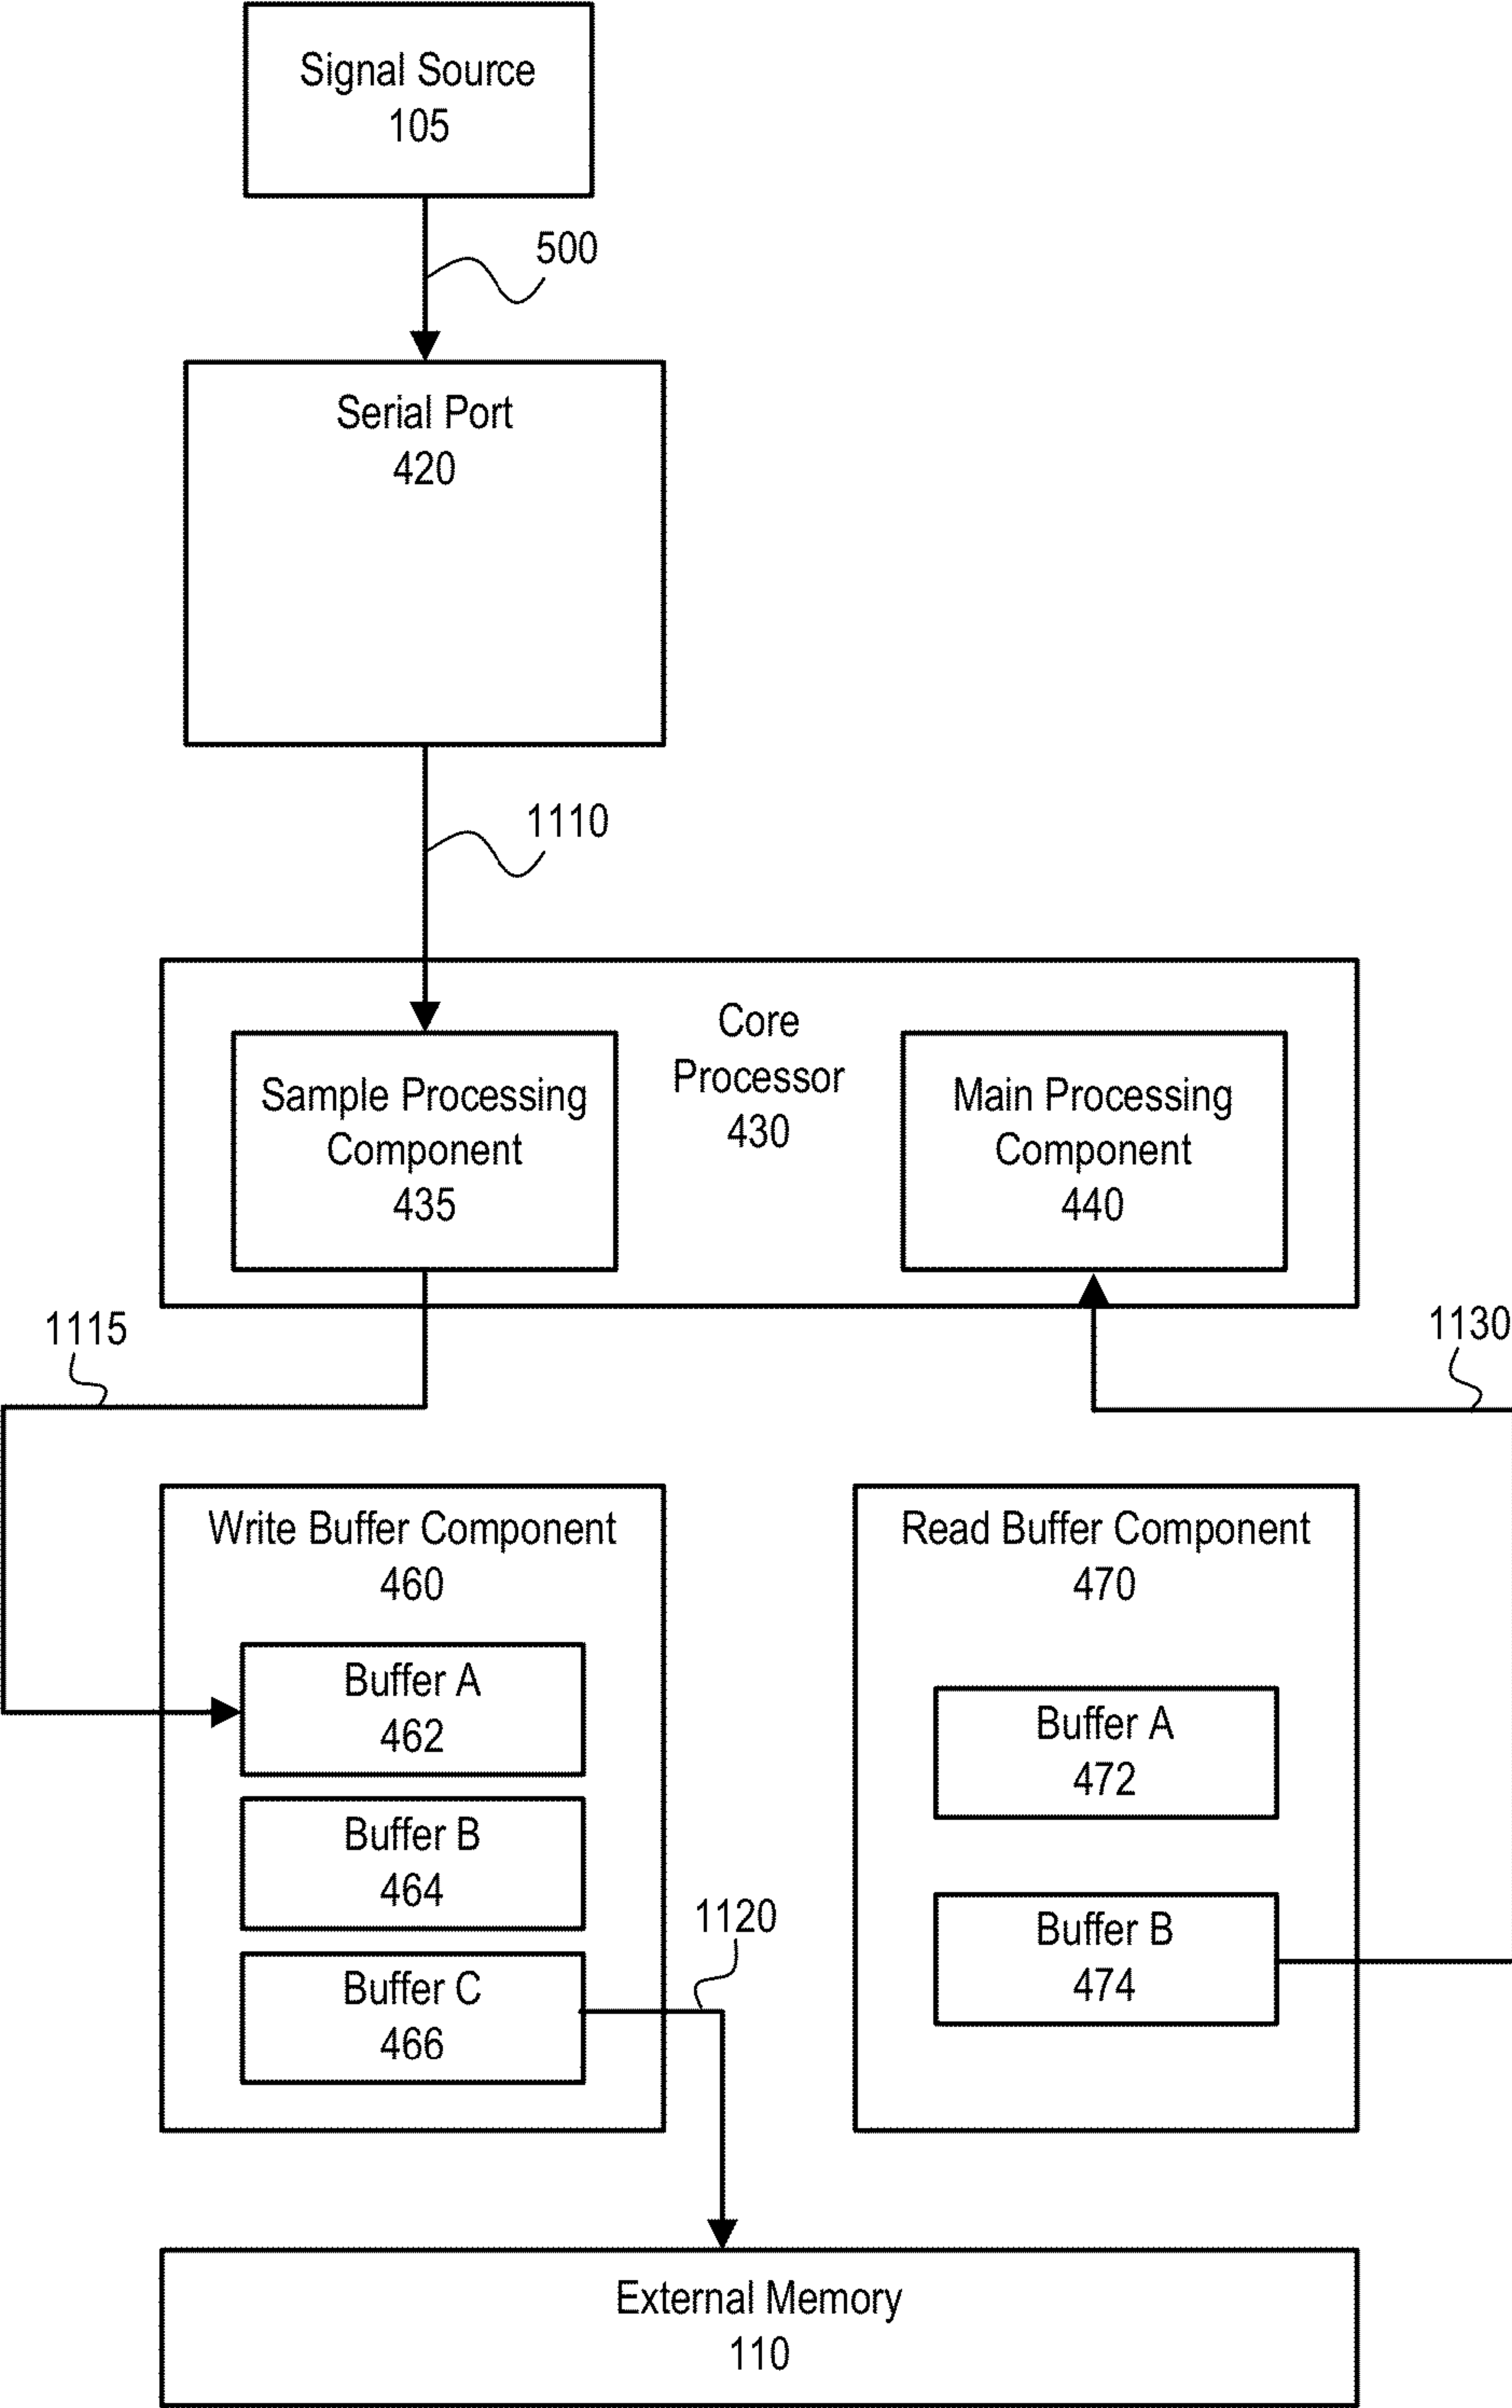 Signal Source
105
500
Serial Port
420
1110
Core
Processor
430
Sample Processing
Component
435
Main Processing
Component
440
1115
1130
Write Buffer Component
460
Buffer A
462
Buffer B
464
Buffer C
466
1120
Read Buffer Component
470
Buffer A
472
Buffer B
474
External Memory
110